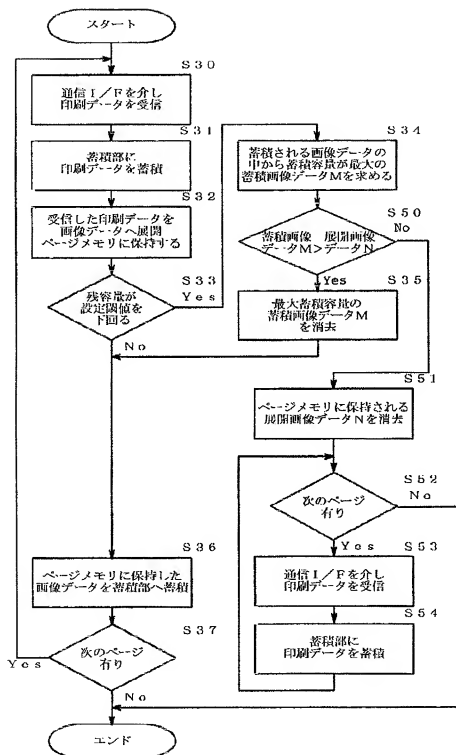 スタート
S30
通信I/Fを介し
印刷データを受信
S31
蓄積部に
印刷データを蓄積
S32
受信した印刷データを
画像データへ展開
ページメモリに保持する
S33
残容量が
設定閾値を
下回る
Yes
No
S34
蓄積される画像データの
中から蓄積容量が最大の
蓄積画像データMを求める
S50
蓄積画像 展開画像
データM>データN
No
Yes
S35
最大蓄積容量の
蓄積画像データM
を消去
S51
ページメモリに保持される
展開画像データNを消去
S52
次のページ
有り
No
Yes
S53
通信I/Fを介し
印刷データを受信
S54
蓄積部に
印刷データを蓄積
S36
ページメモリに保持した
画像データを蓄積部へ蓄積
S37
次のページ
有り
Yes
No
エンド